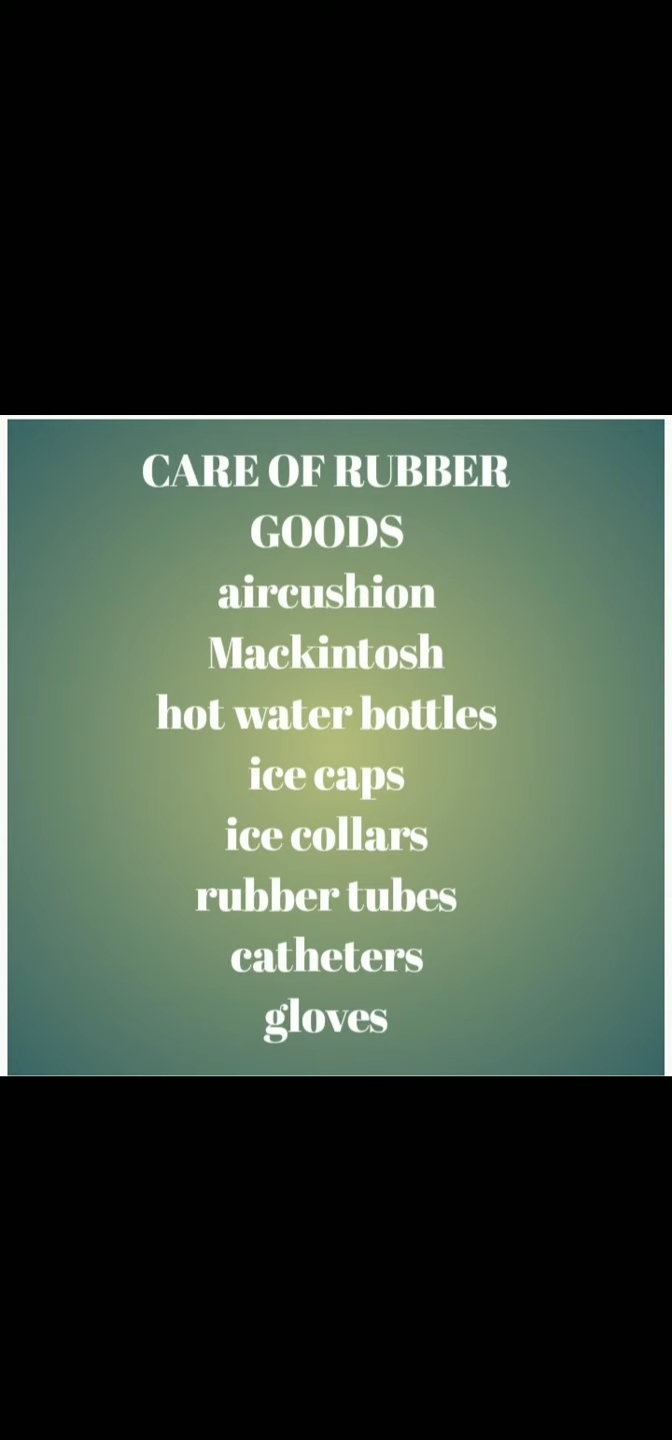 CARE OF RUBBER
GOODS
aircushion
Mackintosh
hot water bottles
ice caps
ice collars
rubber tubes
catheters
gloves